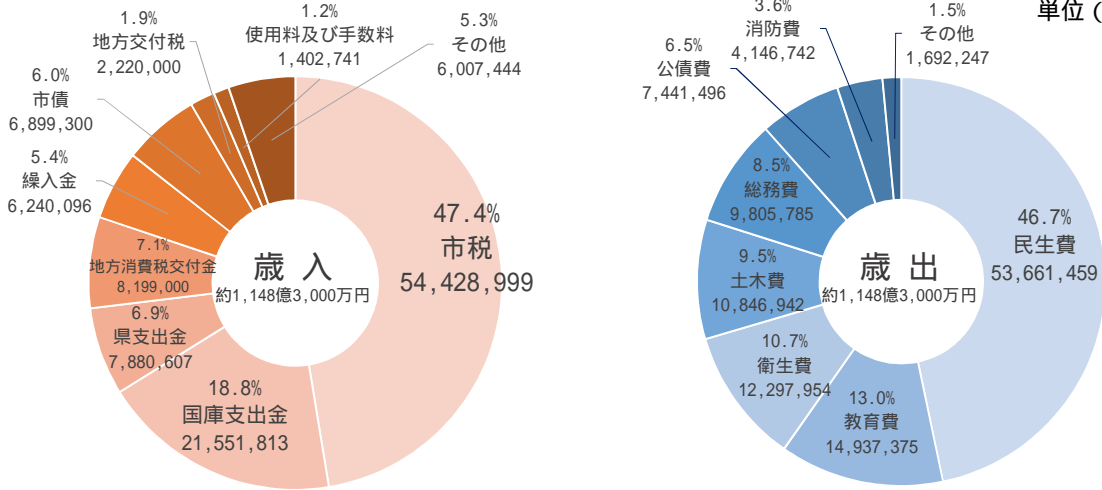 単位（
1.9%
地方交付税
2,220,000
1.2%
使用料及び手数料
1,402,741
5.3%
その他
6,007,444
6.0%
市債
6,899,300
5.4%
繰入金
6,240,096
7.1%
地方消費税交付金
8,199,000
6.9%
県支出金
7,880,607
18.8%
国庫支出金
21,551,813
47.4%
市税
54,428,999
歳 入
約1,148億3,000万円
3.6%
消防費
4,146,742
1.5%
その他
1,692,247
6.5%
公債費
7,441,496
8.5%
総務費
9,805,785
9.5%
土木費
10,846,942
10.7%
衛生費
12,297,954
13.0%
教育費
14,937,375
46.7%
民生費
53,661,459
歳 出
約1,148億3,000万円